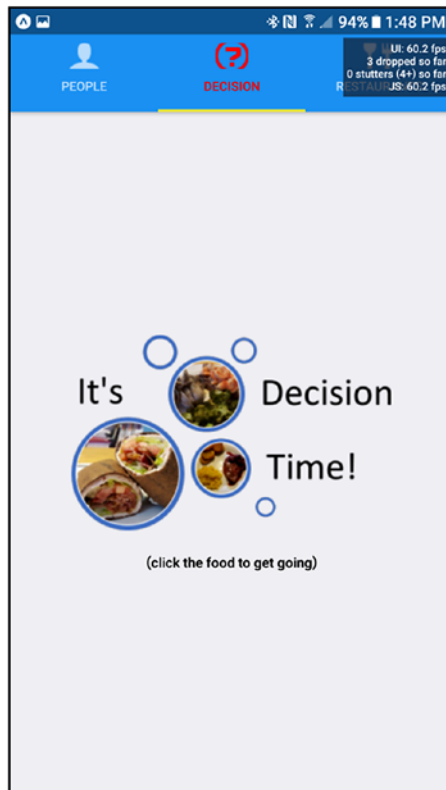 94% 1:48 PM
UI: 60.2 fps
3 dropped so far
0 stutters (4+) so far
JS: 60.2 fps
(?)
PEOPLE DECISION
It's Decision
Time!
(click the food to get going)